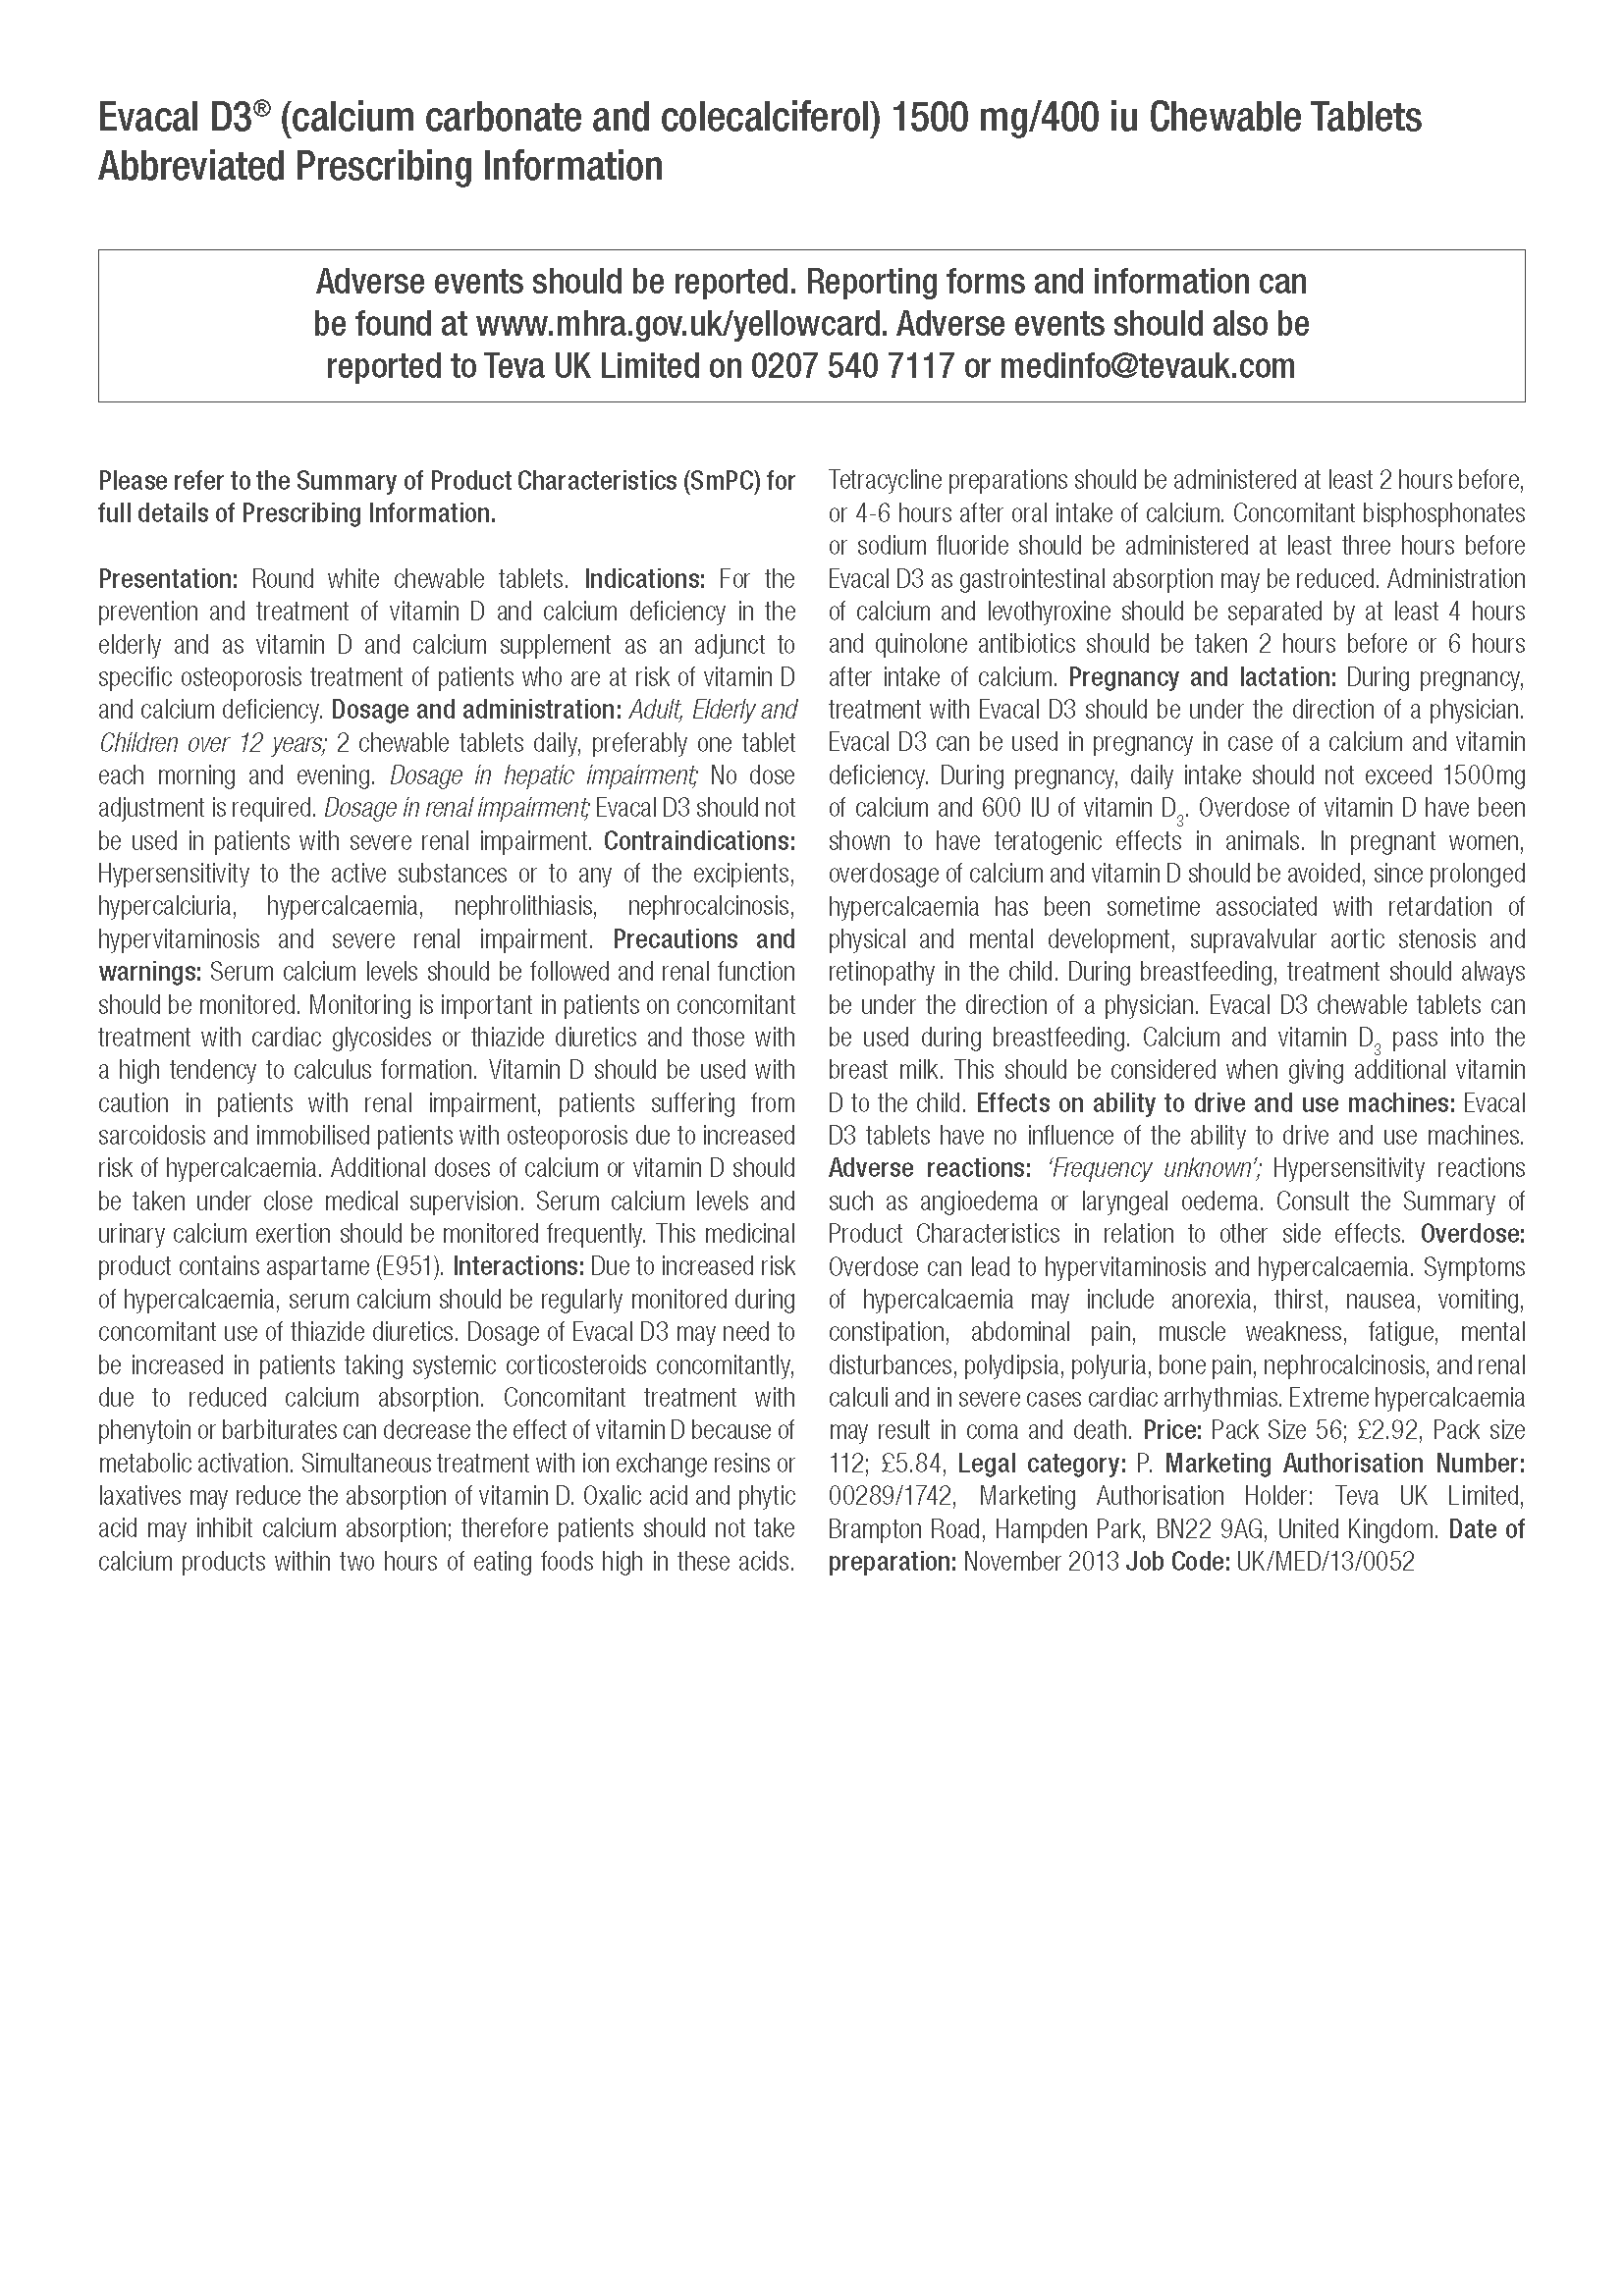 Evacal D3® (calcium carbonate and colecalciferol) 1500 mg/400 iu Chewable Tablets
Abbreviated Prescribing Information
Adverse events should be reported. Reporting forms and information can
be found at www.mhra.gov.uk/yellowcard. Adverse events should also be
reported to Teva UK Limited on 0207 540 7117 or medinfo@tevauk.com
Please refer to the Summary of Product Characteristics (SmPC) for
full details of Prescribing Information.
Presentation: Round white chewable tablets. Indications: For the
prevention and treatment of vitamin D and calcium deficiency in the
elderly and as vitamin D and calcium supplement as an adjunct to
specific osteoporosis treatment of patients who are at risk of vitamin D
and calcium deficiency. Dosage and administration: Adult, Elderly and
Children over 12 years; 2 chewable tablets daily, preferably one tablet
each morning and evening. Dosage in hepatic impairment; No dose
adjustment is required. Dosage in renal impairment; Evacal D3 should not
be used in patients with severe renal impairment. Contraindications:
Hypersensitivity to the active substances or to any of the excipients,
hypercalciuria, hypercalcaemia, nephrolithiasis, nephrocalcinosis,
hypervitaminosis and severe renal impairment. Precautions and
warnings: Serum calcium levels should be followed and renal function
should be monitored. Monitoring is important in patients on concomitant
treatment with cardiac glycosides or thiazide diuretics and those with
a high tendency to calculus formation. Vitamin D should be used with
caution in patients with renal impairment, patients suffering from
sarcoidosis and immobilised patients with osteoporosis due to increased
risk of hypercalcaemia. Additional doses of calcium or vitamin D should
be taken under close medical supervision. Serum calcium levels and
urinary calcium exertion should be monitored frequently. This medicinal
product contains aspartame (E951). Interactions: Due to increased risk
of hypercalcaemia, serum calcium should be regularly monitored during
concomitant use of thiazide diuretics. Dosage of Evacal D3 may need to
be increased in patients taking systemic corticosteroids concomitantly,
due to reduced calcium absorption. Concomitant treatment with
phenytoin or barbiturates can decrease the effect of vitamin D because of
metabolic activation. Simultaneous treatment with ion exchange resins or
laxatives may reduce the absorption of vitamin D. Oxalic acid and phytic
acid may inhibit calcium absorption; therefore patients should not take
calcium products within two hours of eating foods high in these acids.
Tetracycline preparations should be administered at least 2 hours before,
or 4-6 hours after oral intake of calcium. Concomitant bisphosphonates
or sodium fluoride should be administered at least three hours before
Evacal D3 as gastrointestinal absorption may be reduced. Administration
of calcium and levothyroxine should be separated by at least 4 hours
and quinolone antibiotics should be taken 2 hours before or 6 hours
after intake of calcium. Pregnancy and lactation: During pregnancy,
treatment with Evacal D3 should be under the direction of a physician.
Evacal D3 can be used in pregnancy in case of a calcium and vitamin
deficiency. During pregnancy, daily intake should not exceed 1500mg
of calcium and 600 IU of vitamin D3. Overdose of vitamin D have been
shown to have teratogenic effects in animals. In pregnant women,
overdosage of calcium and vitamin D should be avoided, since prolonged
hypercalcaemia has been sometime associated with retardation of
physical and mental development, supravalvular aortic stenosis and
retinopathy in the child. During breastfeeding, treatment should always
be under the direction of a physician. Evacal D3 chewable tablets can
be used during breastfeeding. Calcium and vitamin D3 pass into the
breast milk. This should be considered when giving additional vitamin
D to the child. Effects on ability to drive and use machines: Evacal
D3 tablets have no influence of the ability to drive and use machines.
Adverse reactions: ‘Frequency unknown’; Hypersensitivity reactions
such as angioedema or laryngeal oedema. Consult the Summary of
Product Characteristics in relation to other side effects. Overdose:
Overdose can lead to hypervitaminosis and hypercalcaemia. Symptoms
of hypercalcaemia may include anorexia, thirst, nausea, vomiting,
constipation, abdominal pain, muscle weakness, fatigue, mental
disturbances, polydipsia, polyuria, bone pain, nephrocalcinosis, and renal
calculi and in severe cases cardiac arrhythmias. Extreme hypercalcaemia
may result in coma and death. Price: Pack Size 56; £2.92, Pack size
112; £5.84, Legal category: P. Marketing Authorisation Number:
00289/1742, Marketing Authorisation Holder: Teva UK Limited,
Brampton Road, Hampden Park, BN22 9AG, United Kingdom. Date of
preparation: November 2013 Job Code: UK/MED/13/0052